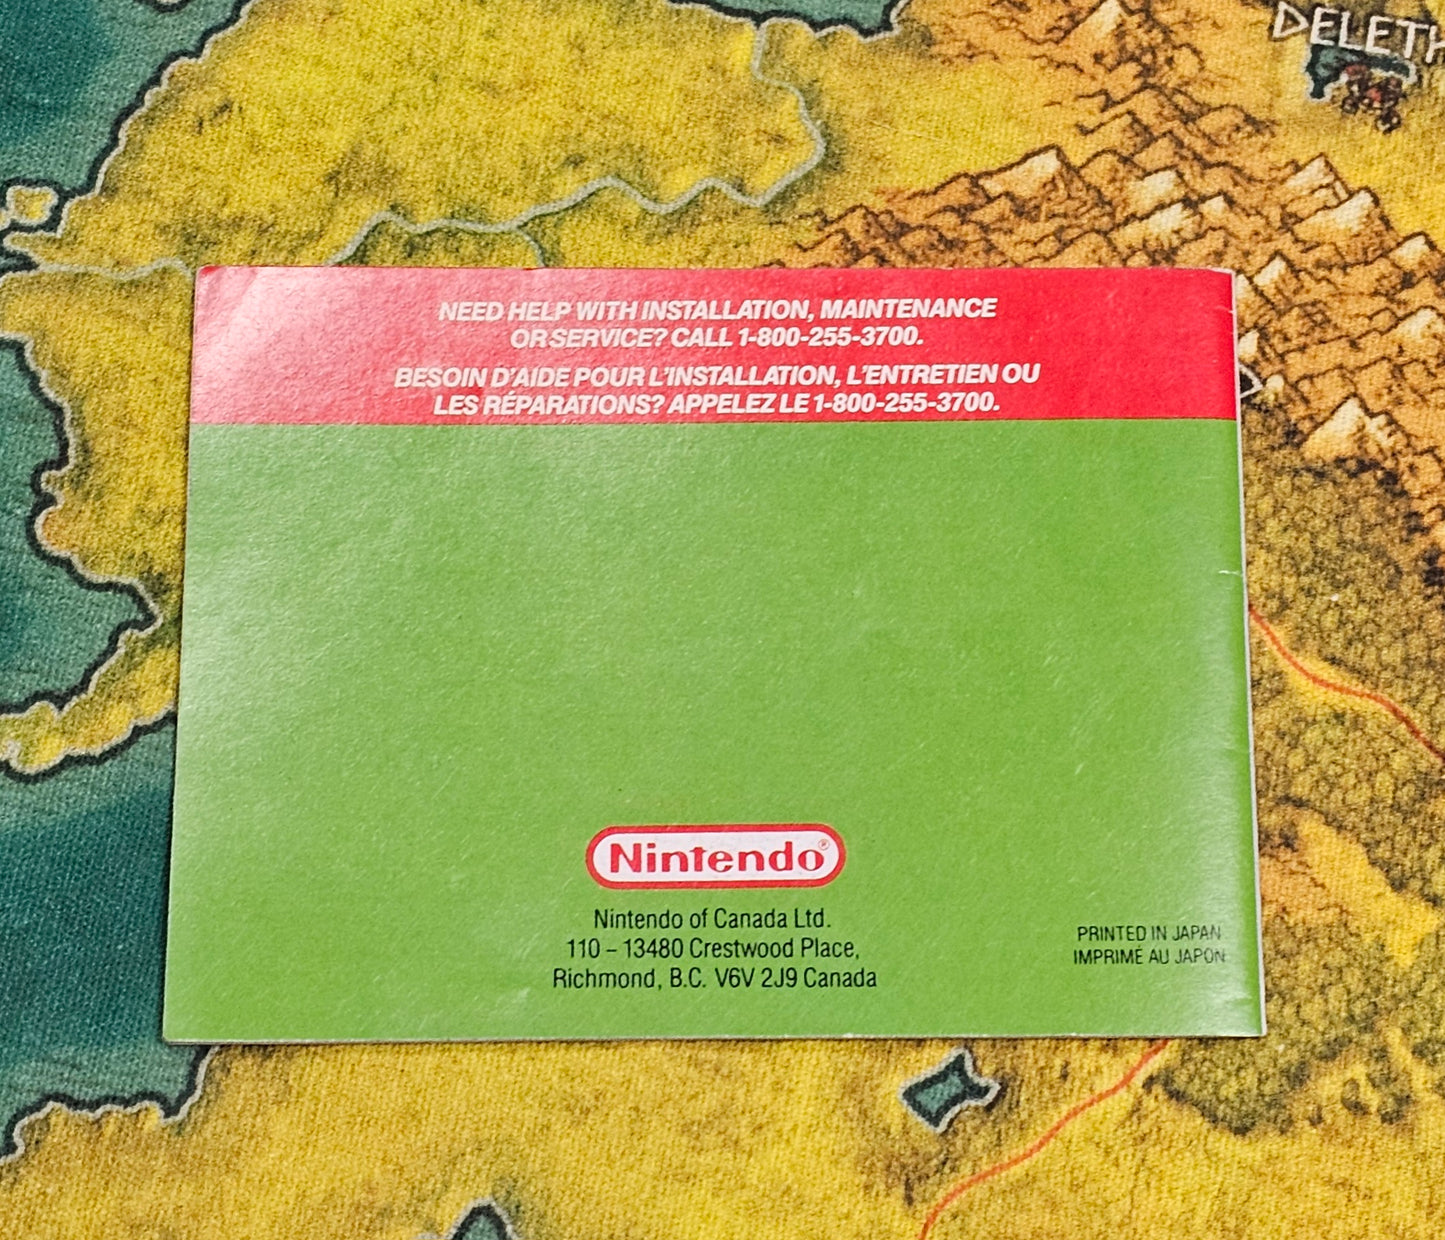 DELETH
NEED HELP WITH INSTALLATION, MAINTENANCE
OR SERVICE? CALL 1-800-255-3700.
BESOIN D'AIDE POUR L'INSTALLATION, L'ENTRETIEN OU
LES RÉPARATIONS? APPELEZ LE 1-800-255-3700.
Nintendo®
Nintendo of Canada Ltd.
110 – 13480 Crestwood Place,
Richmond, B.C. V6V 2J9 Canada
PRINTED IN JAPAN
IMPRIMÉ AU JAPON